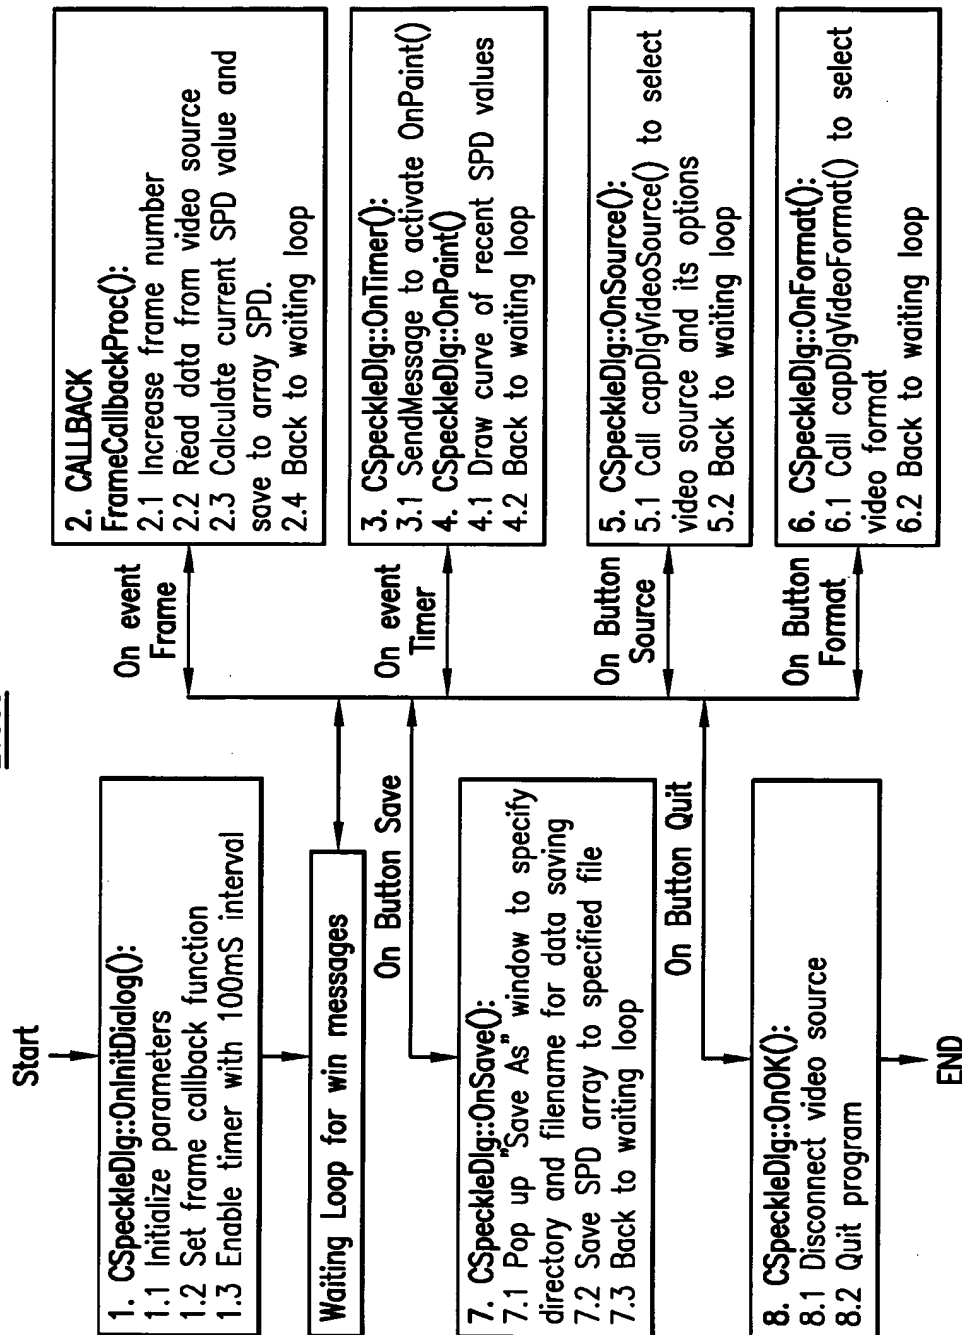 Start
1. CSpeckleDlg::OnInitDialog():
1.1 Initialize parameters
1.2 Set frame callback function
1.3 Enable timer with 100mS interval
Waiting Loop for win messages
On Button Save
7. CSpeckleDlg::OnSave():
7.1 Pop up "Save As" window to specify
directory and filename for data saving
7.2 Save SPD array to specified file
7.3 Back to waiting loop
On Button Quit
8. CSpeckleDlg::OnOK():
8.1 Disconnect video source
8.2 Quit program
END
On event
Frame
2. CALLBACK
FrameCallbackProc():
2.1 Increase frame number
2.2 Read data from video source
2.3 Calculate current SPD value and
save to array SPD.
2.4 Back to waiting loop
On event
Timer
3. CSpeckleDlg::OnTimer():
3.1 SendMessage to activate OnPaint()
4. CSpeckleDlg::OnPaint()
4.1 Draw curve of recent SPD values
4.2 Back to waiting loop
On Button
Source
5. CSpeckleDlg::OnSource():
5.1 Call capDlgVideoSource() to select
video source and its options
5.2 Back to waiting loop
On Button
Format
6. CSpeckleDlg::OnFormat():
6.1 Call capDlgVideoFormat() to select
video format
6.2 Back to waiting loop